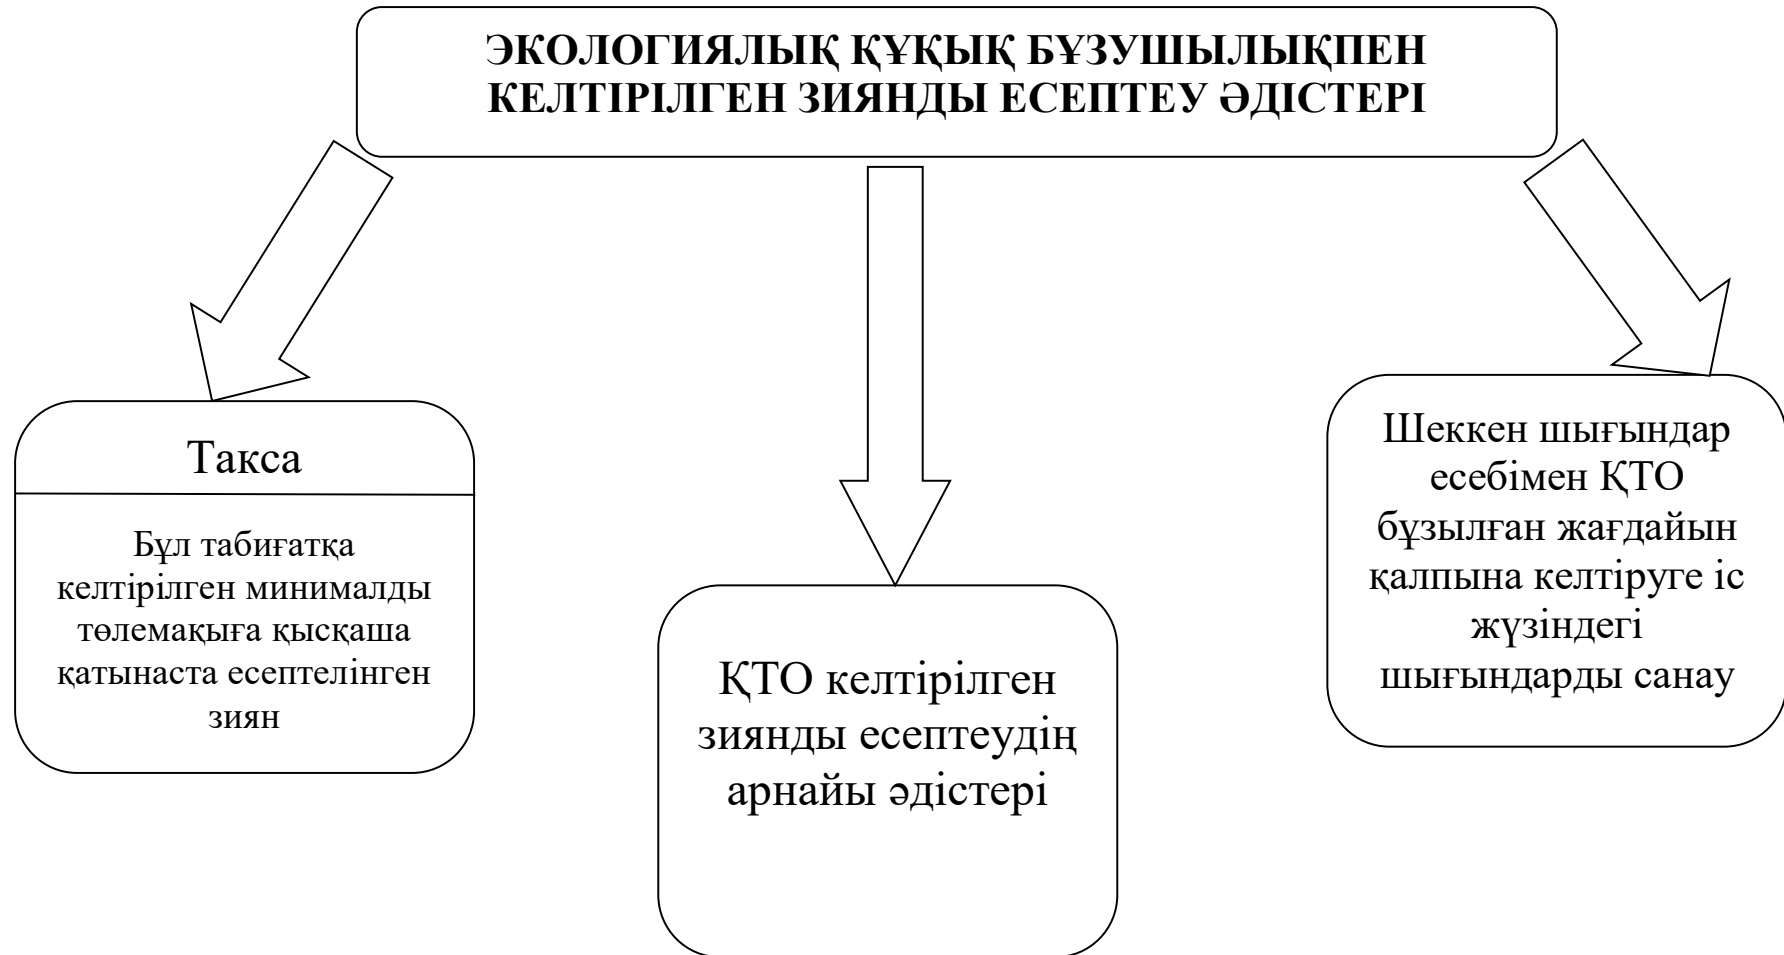 ЭКОЛОГИЯЛЫҚ ҚҰҚЫҚ БҰЗУШЫЛЫҚПЕН
КЕЛТІРІЛГЕН ЗИЯНДЫ ЕСЕПТЕУ ӘДІСТЕРІ
Такса
Бұл табиғатқа
келтірілген минималды
төлемақыға қысқаша
қатынаста есептелінген
зиян
ҚТО келтірілген
зиянды есептеудің
арнайы әдістері
Шеккен шығындар
есебімен ҚТО
бұзылған жағдайын
қалпына келтіруге іс
жүзіндегі
шығындарды санау